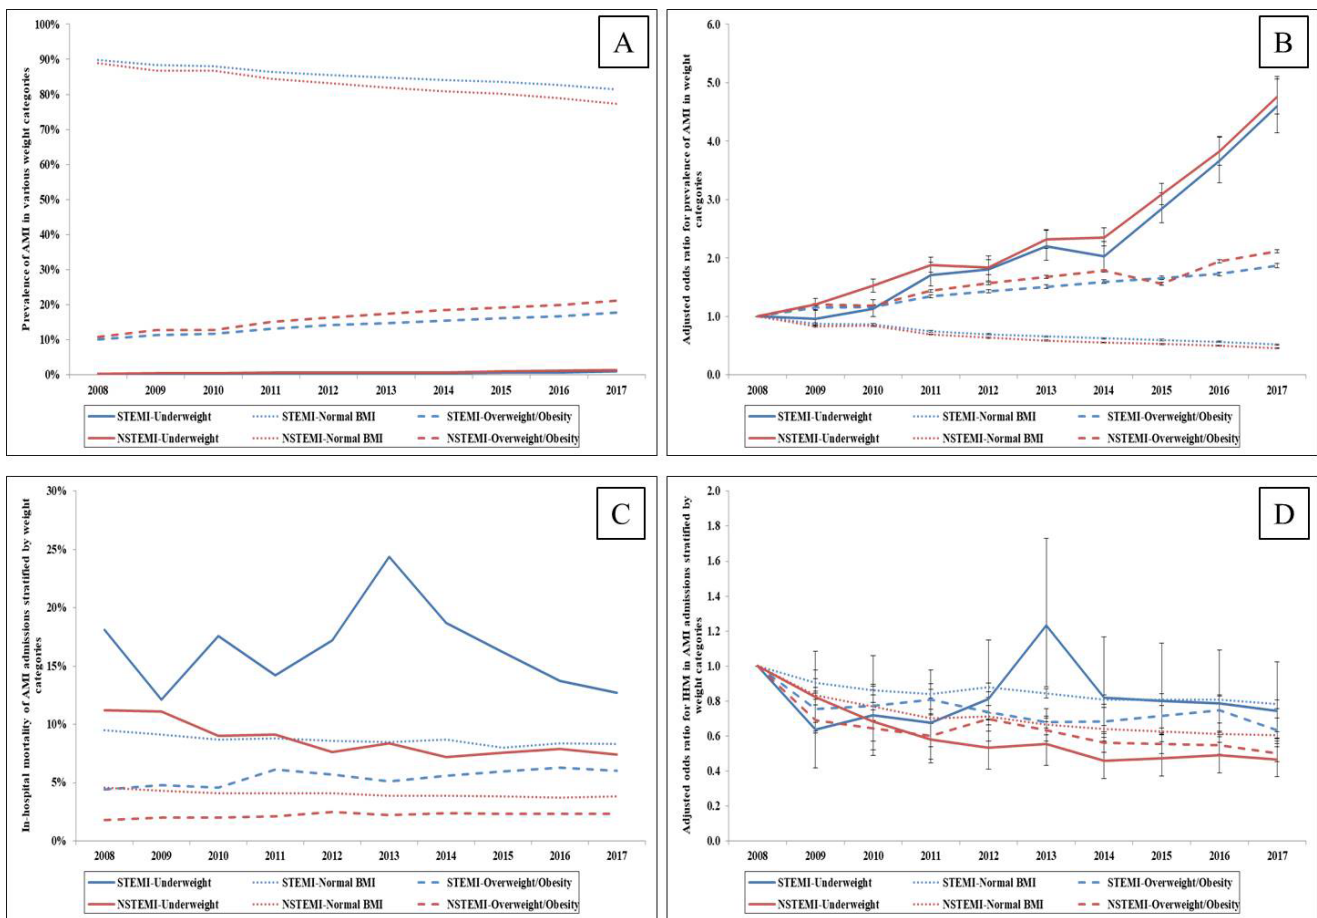 A
Prevalence of AMI in various weight categories
100%
90%
80%
70%
60%
50%
40%
30%
20%
10%
0%
2008 2009 2010 2011 2012 2013 2014 2015 2016 2017
STEMI-Underweight STEMI-Normal BMI STEMI-Overweight/Obesity
NSTEMI-Underweight NSTEMI-Normal BMI NSTEMI-Overweight/Obesity
B
Adjusted odds ratio for prevalence of AMI in weight
categories
6.0
5.0
4.0
3.0
2.0
1.0
0.0
2008 2009 2010 2011 2012 2013 2014 2015 2016 2017
STEMI-Underweight STEMI-Normal BMI STEMI-Overweight/Obesity
NSTEMI-Underweight NSTEMI-Normal BMI NSTEMI-Overweight/Obesity
C
In-hospital mortality of AMI admissions stratified by weight
categories
30%
25%
20%
15%
10%
5%
0%
2008 2009 2010 2011 2012 2013 2014 2015 2016 2017
STEMI-Underweight STEMI-Normal BMI STEMI-Overweight/Obesity
NSTEMI-Underweight NSTEMI-Normal BMI NSTEMI-Overweight/Obesity
D
Adjusted odds ratio for IHM in AMI admissions stratified by
weight categories
2.0
1.8
1.6
1.4
1.2
1.0
0.8
0.6
0.4
0.2
0.0
2008 2009 2010 2011 2012 2013 2014 2015 2016 2017
STEMI-Underweight STEMI-Normal BMI STEMI-Overweight/Obesity
NSTEMI-Underweight NSTEMI-Normal BMI NSTEMI-Overweight/Obesity